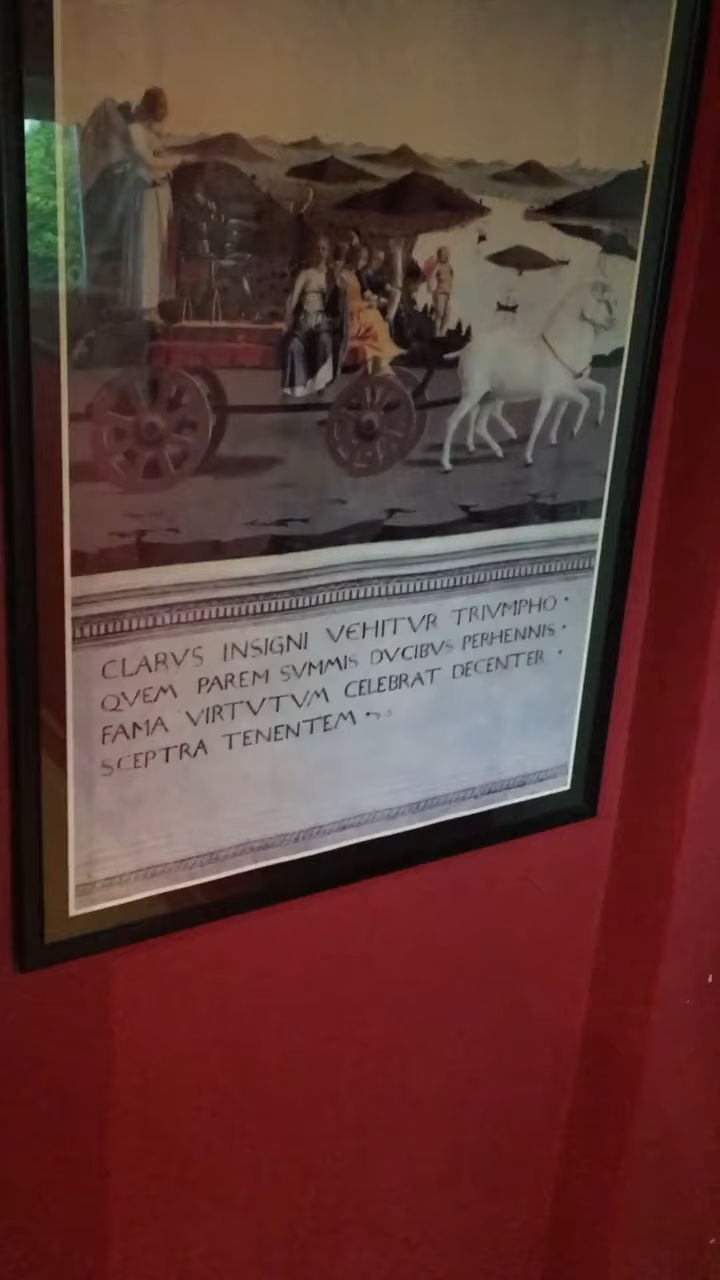 CLARVS INSIGNI VEHITVR TRIVMPHO ·
QVEM PAREM SVMMIS DVCIBVS PERHENNIS ·
FAMA VIRTVTVM CELEBRAT DECENTER ·
SCEPTRA TENENTEM